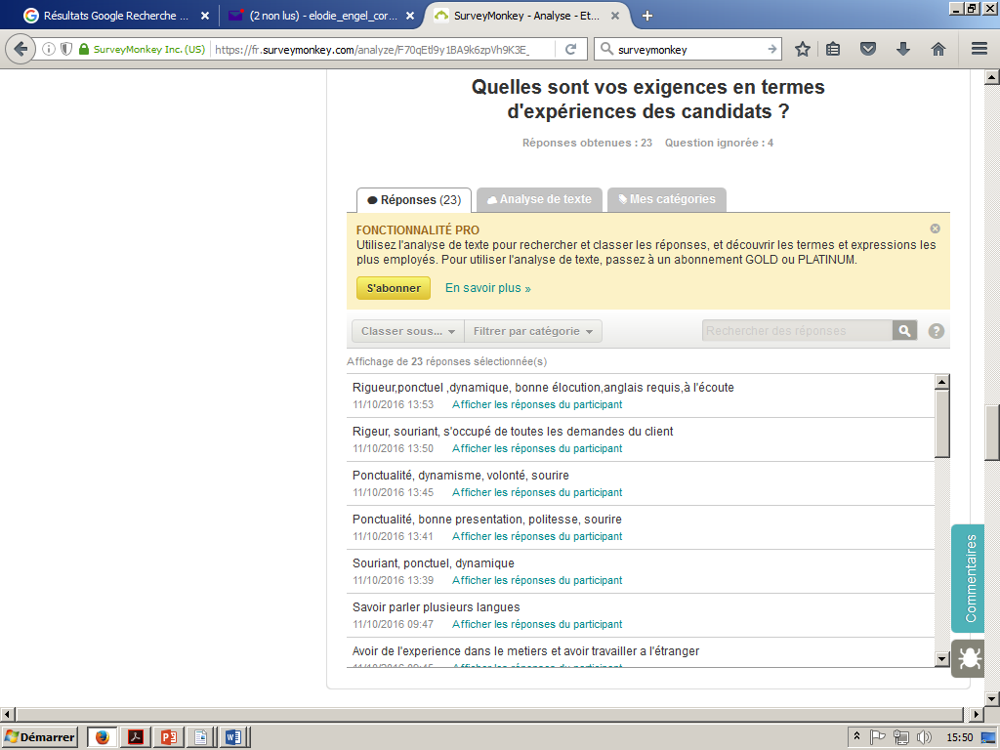 Résultats Google Recherche ...
(2 non lus) - elodie_engel_cor...
SurveyMonkey - Analyse - Et...
SurveyMonkey Inc. (US)
https://fr.surveymonkey.com/analyze/F70qEtl9y1BA9k6zpVh9K3E_
surveymonkey
Quelles sont vos exigences en termes
d'expériences des candidats ?
Réponses obtenues : 23 Question ignorée : 4
Réponses (23)
Analyse de texte
Mes catégories
FONCTIONNALITÉ PRO
Utilisez l'analyse de texte pour rechercher et classer les réponses, et découvrir les termes et expressions les
plus employés. Pour utiliser l'analyse de texte, passez à un abonnement GOLD ou PLATINUM.
S'abonner
En savoir plus »
Classer sous...
Filtrer par catégorie
Rechercher des réponses
?
Affichage de 23 réponses sélectionnée(s)
Rigueur,ponctuel ,dynamique, bonne élocution,anglais requis,à l'écoute
11/10/2016 13:53 Afficher les réponses du participant
Rigeur, souriant, s'occupé de toutes les demandes du client
11/10/2016 13:50 Afficher les réponses du participant
Ponctualité, dynamisme, volonté, sourire
11/10/2016 13:45 Afficher les réponses du participant
Ponctualité, bonne presentation, politesse, sourire
11/10/2016 13:41 Afficher les réponses du participant
Souriant, ponctuel, dynamique
11/10/2016 13:39 Afficher les réponses du participant
Savoir parler plusieurs langues
11/10/2016 09:47 Afficher les réponses du participant
Avoir de l'experience dans le metiers et avoir travailler a l'étranger
11/10/2016 09:45 Afficher les réponses du participant
Commentaires
Démarrer
15:50